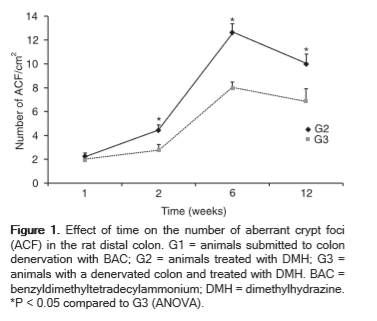 14
12
10
8
6
4
2
0
Number of ACF/cm²
*
*
*
G2
G3
1 2 6 12
Time (weeks)
Figure 1. Effect of time on the number of aberrant crypt foci
(ACF) in the rat distal colon. G1 = animals submitted to colon
denervation with BAC; G2 = animals treated with DMH; G3 =
animals with a denervated colon and treated with DMH. BAC =
benzyldimethyltetradecylammonium; DMH = dimethylhydrazine.
*P < 0.05 compared to G3 (ANOVA).